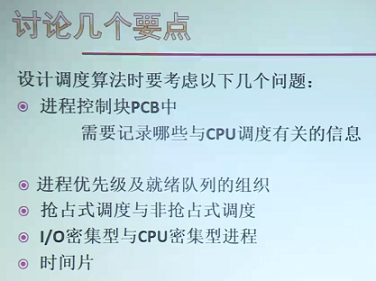 讨论几个要点
设计调度算法时要考虑以下几个问题：
进程控制块PCB中
需要记录哪些与CPU调度有关的信息
进程优先级及就绪队列的组织
抢占式调度与非抢占式调度
I/O密集型与CPU密集型进程
时间片